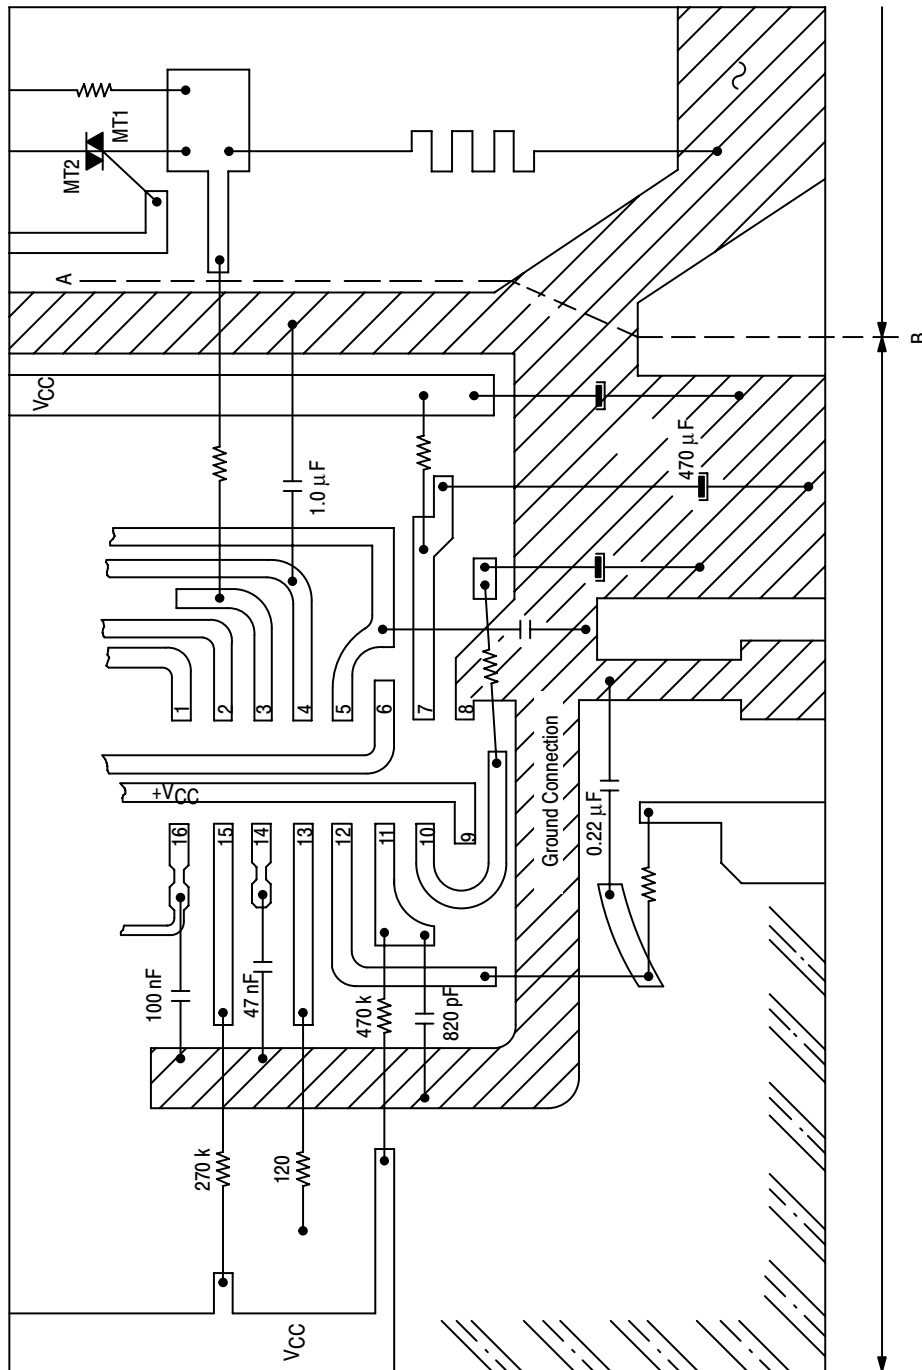 MT2
MT1
~
A
B
VCC
1.0 µF
470 µF
1
2
3
4
5
6
7
8
+VCC
16
15
14
13
12
11
10
9
Ground Connection
0.22 µF
100 nF
47 nF
470 k
820 pF
270 k
120
VCC